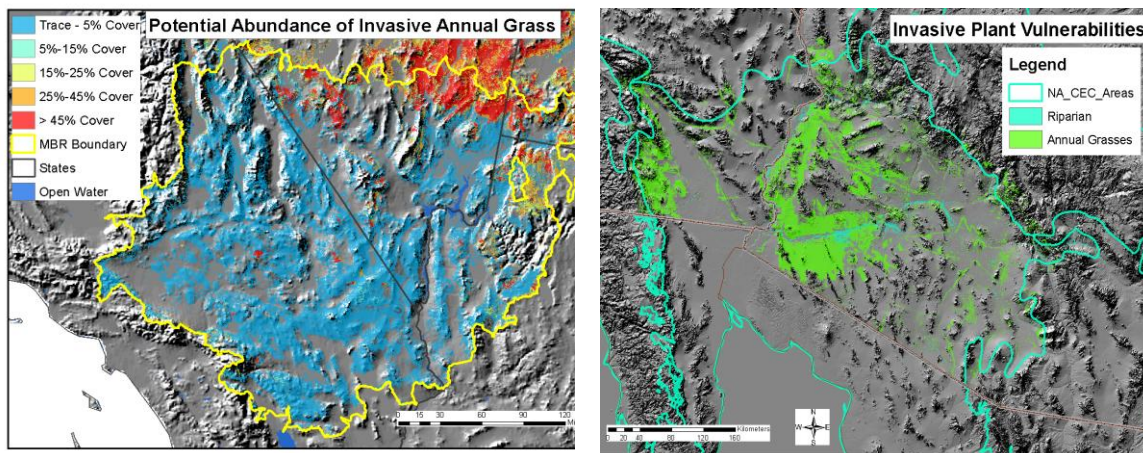 Potential Abundance of Invasive Annual Grass
Trace - 5% Cover
5%-15% Cover
15%-25% Cover
25%-45% Cover
> 45% Cover
MBR Boundary
States
Open Water
0 15 30 60 90 120
Invasive Plant Vulnerabilities
Legend
NA_CEC_Areas
Riparian
Annual Grasses
N
W E
S
Kilometers
0 20 40 80 120 160